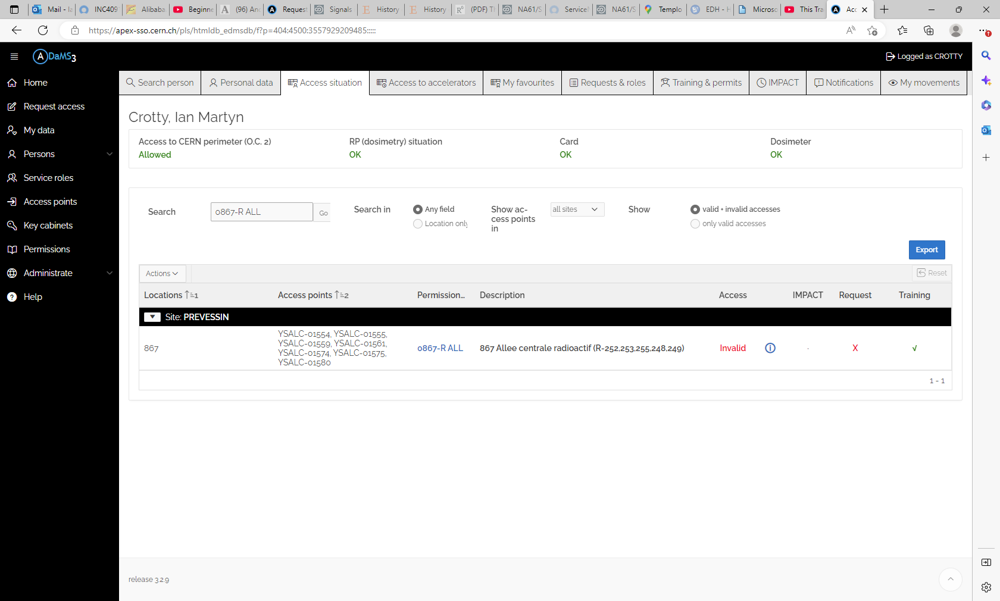 Mail - Ia
INC409
Alibaba
Beginne
(96) Anc
Request
Signals
History
History
(PDF) Th
NA61/S
Service
NA61/S
Templo
EDH - H
Microso
This Tra
Acc
https://apex-sso.cern.ch/pls/htmldb_edmsdb/f?p=404:4500:3557929209485:::::
ADaMS3
Logged as CROTTY
Home
Request access
My data
Persons
Service roles
Access points
Key cabinets
Permissions
Administrate
Help
Search person
Personal data
Access situation
Access to accelerators
My favourites
Requests & roles
Training & permits
IMPACT
Notifications
My movements
Crotty, Ian Martyn
Access to CERN perimeter (O.C. 2)
Allowed
RP (dosimetry) situation
OK
Card
OK
Dosimeter
OK
Search
0867-R ALL
Go
Search in
Any field
Location only
Show ac-
cess points
in
all sites
Show
valid + invalid accesses
only valid accesses
Export
Actions
Reset
Locations 1
Access points 2
Permission...
Description
Access
IMPACT
Request
Training
Site: PREVESSIN
867
YSALC-01554, YSALC-01555,
YSALC-01559, YSALC-01561,
YSALC-01574, YSALC-01575,
YSALC-01580
0867-R ALL
867 Allee centrale radioactif (R-252,253,255,248,249)
Invalid
.
X
√
1 - 1
release 3.2.9